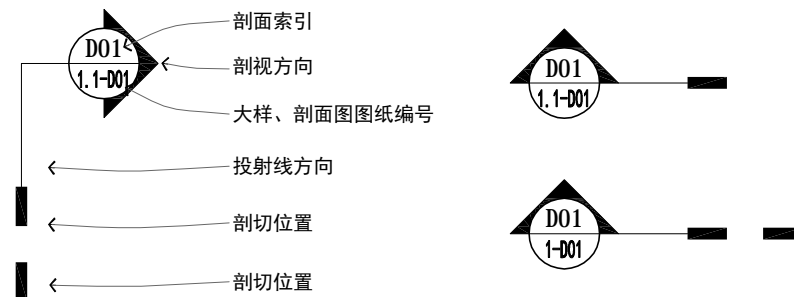 D01
1.1-D01
剖面索引
剖视方向
大样、剖面图图纸编号
投射线方向
剖切位置
剖切位置
D01
1.1-D01
D01
1-D01